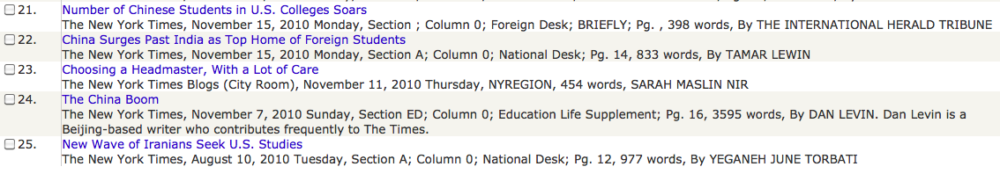 21. Number of Chinese Students in U.S. Colleges Soars
The New York Times, November 15, 2010 Monday, Section ; Column 0; Foreign Desk; BRIEFLY; Pg. , 398 words, By THE INTERNATIONAL HERALD TRIBUNE
22. China Surges Past India as Top Home of Foreign Students
The New York Times, November 15, 2010 Monday, Section A; Column 0; National Desk; Pg. 14, 833 words, By TAMAR LEWIN
23. Choosing a Headmaster, With a Lot of Care
The New York Times Blogs (City Room), November 11, 2010 Thursday, NYREGION, 454 words, SARAH MASLIN NIR
24. The China Boom
The New York Times, November 7, 2010 Sunday, Section ED; Column 0; Education Life Supplement; Pg. 16, 3595 words, By DAN LEVIN. Dan Levin is a
Beijing-based writer who contributes frequently to The Times.
25. New Wave of Iranians Seek U.S. Studies
The New York Times, August 10, 2010 Tuesday, Section A; Column 0; National Desk; Pg. 12, 977 words, By YEGANEH JUNE TORBATI